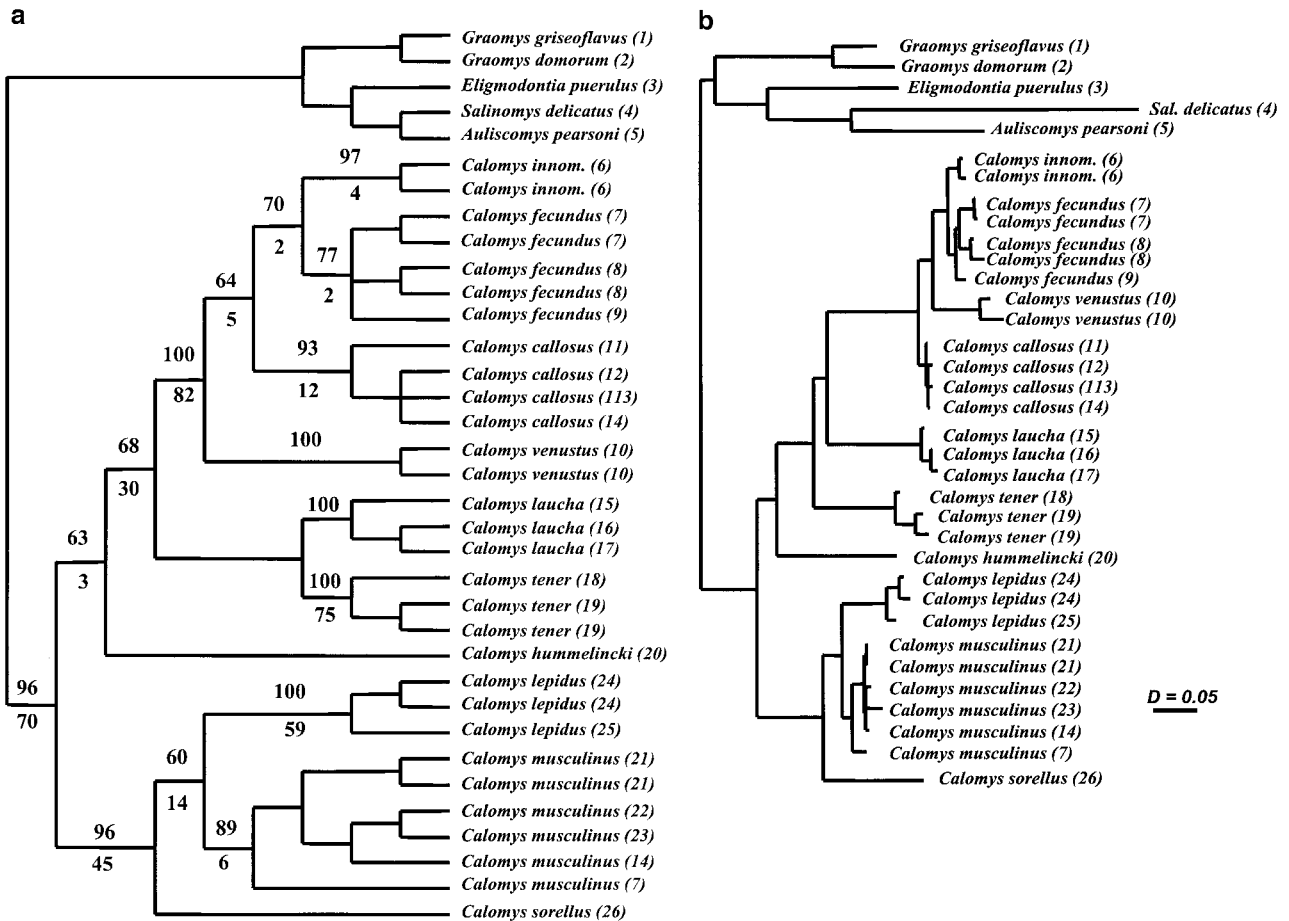 a
Graomys griseoflavus (1)
Graomys domorum (2)
Eligmodontia puerulus (3)
Salinomys delicatus (4)
Auliscomys pearsoni (5)
97
Calomys innom. (6)
4
Calomys innom. (6)
70
Calomys fecundus (7)
2
77
Calomys fecundus (7)
64
Calomys fecundus (8)
2
Calomys fecundus (8)
5
Calomys fecundus (9)
100
93
Calomys callosus (11)
82
12
Calomys callosus (12)
Calomys callosus (113)
Calomys callosus (14)
68
100
Calomys venustus (10)
30
Calomys venustus (10)
100
Calomys laucha (15)
Calomys laucha (16)
63
Calomys laucha (17)
3
100
Calomys tener (18)
75
Calomys tener (19)
Calomys tener (19)
Calomys hummelincki (20)
96
100
Calomys lepidus (24)
70
Calomys lepidus (24)
59
Calomys lepidus (25)
60
Calomys musculinus (21)
14
Calomys musculinus (21)
Calomys musculinus (22)
96
89
Calomys musculinus (23)
45
6
Calomys musculinus (14)
Calomys musculinus (7)
Calomys sorellus (26)
b
Graomys griseoflavus (1)
Graomys domorum (2)
Eligmodontia puerulus (3)
Sal. delicatus (4)
Auliscomys pearsoni (5)
Calomys innom. (6)
Calomys innom. (6)
Calomys fecundus (7)
Calomys fecundus (7)
Calomys fecundus (8)
Calomys fecundus (8)
Calomys fecundus (9)
Calomys venustus (10)
Calomys venustus (10)
Calomys callosus (11)
Calomys callosus (12)
Calomys callosus (113)
Calomys callosus (14)
Calomys laucha (15)
Calomys laucha (16)
Calomys laucha (17)
Calomys tener (18)
Calomys tener (19)
Calomys tener (19)
Calomys hummelincki (20)
Calomys lepidus (24)
Calomys lepidus (24)
Calomys lepidus (25)
Calomys musculinus (21)
Calomys musculinus (21)
Calomys musculinus (22)
Calomys musculinus (23)
Calomys musculinus (14)
Calomys musculinus (7)
Calomys sorellus (26)
D = 0.05